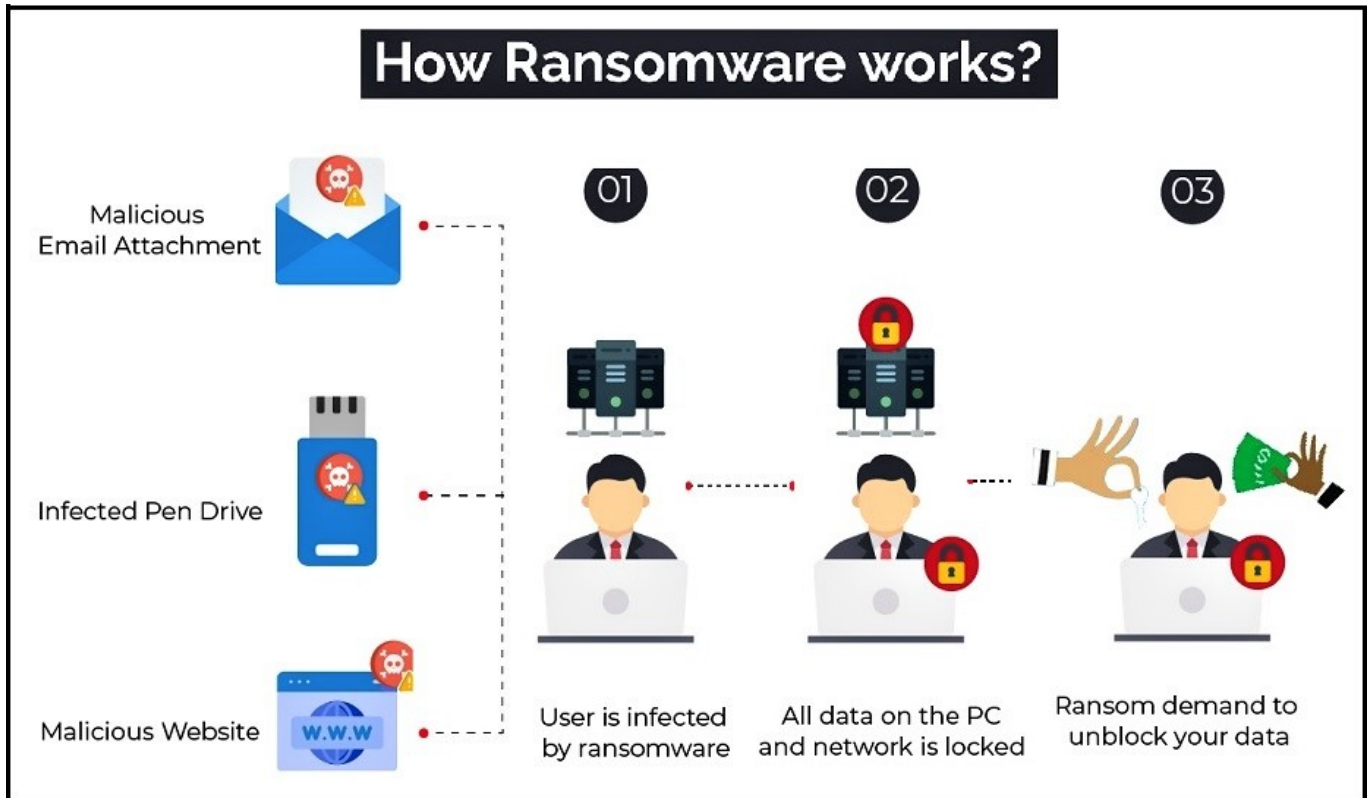 How Ransomware works?
Malicious
Email Attachment
Infected Pen Drive
Malicious Website
W.W.W
01
02
03
User is infected
by ransomware
All data on the PC
and network is locked
Ransom demand to
unblock your data
$